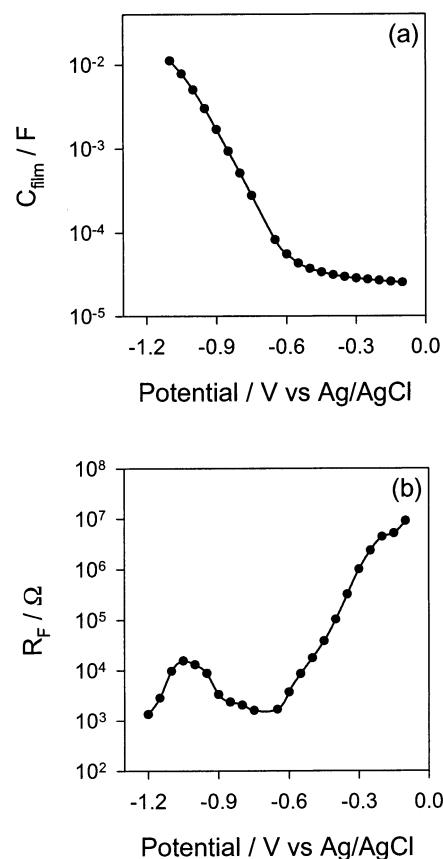 (a)
10⁻²
10⁻³
10⁻⁴
10⁻⁵
C_film / F
-1.2 -0.9 -0.6 -0.3 0.0
Potential / V vs Ag/AgCl
(b)
10⁸
10⁷
10⁶
10⁵
10⁴
10³
10²
R_F / Ω
-1.2 -0.9 -0.6 -0.3 0.0
Potential / V vs Ag/AgCl